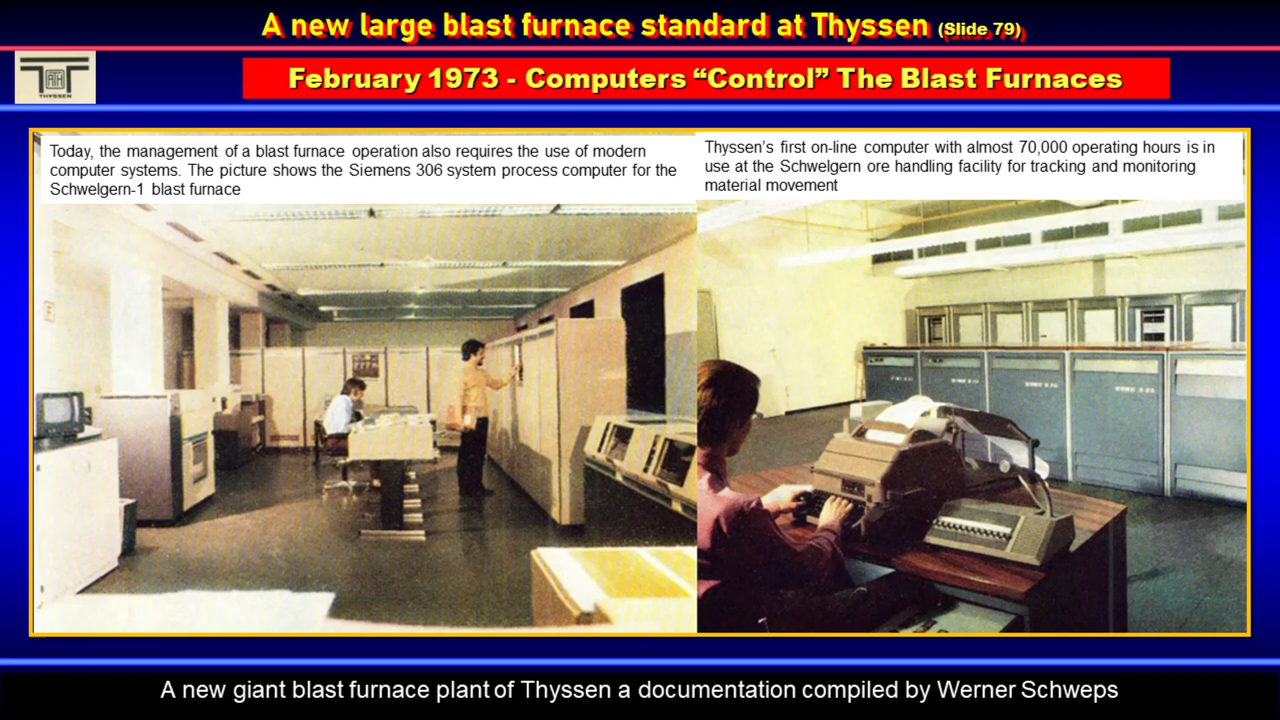 A new large blast furnace standard at Thyssen (Slide 79)
ATH
THYSSEN
February 1973 - Computers “Control” The Blast Furnaces
Today, the management of a blast furnace operation also requires the use of modern
computer systems. The picture shows the Siemens 306 system process computer for the
Schwelgern-1 blast furnace
Thyssen’s first on-line computer with almost 70,000 operating hours is in
use at the Schwelgern ore handling facility for tracking and monitoring
material movement
A new giant blast furnace plant of Thyssen a documentation compiled by Werner Schweps